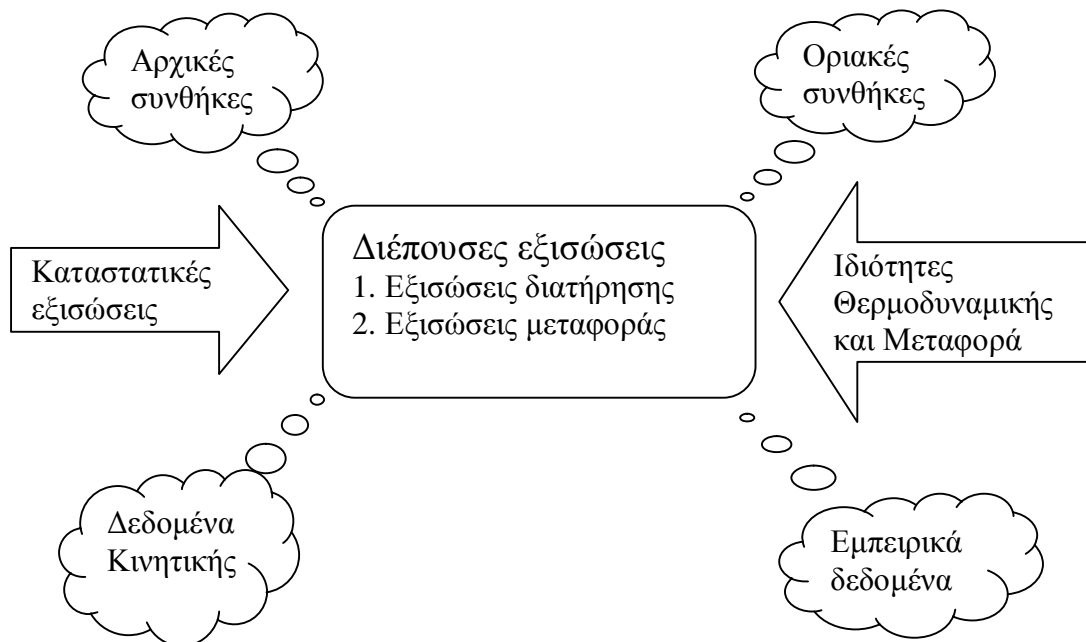 Αρχικές
συνθήκες
Οριακές
συνθήκες
Καταστατικές
εξισώσεις
Διέπουσες εξισώσεις
1. Εξισώσεις διατήρησης
2. Εξισώσεις μεταφοράς
Ιδιότητες
Θερμοδυναμικής
και Μεταφορά
Δεδομένα
Κινητικής
Εμπειρικά
δεδομένα